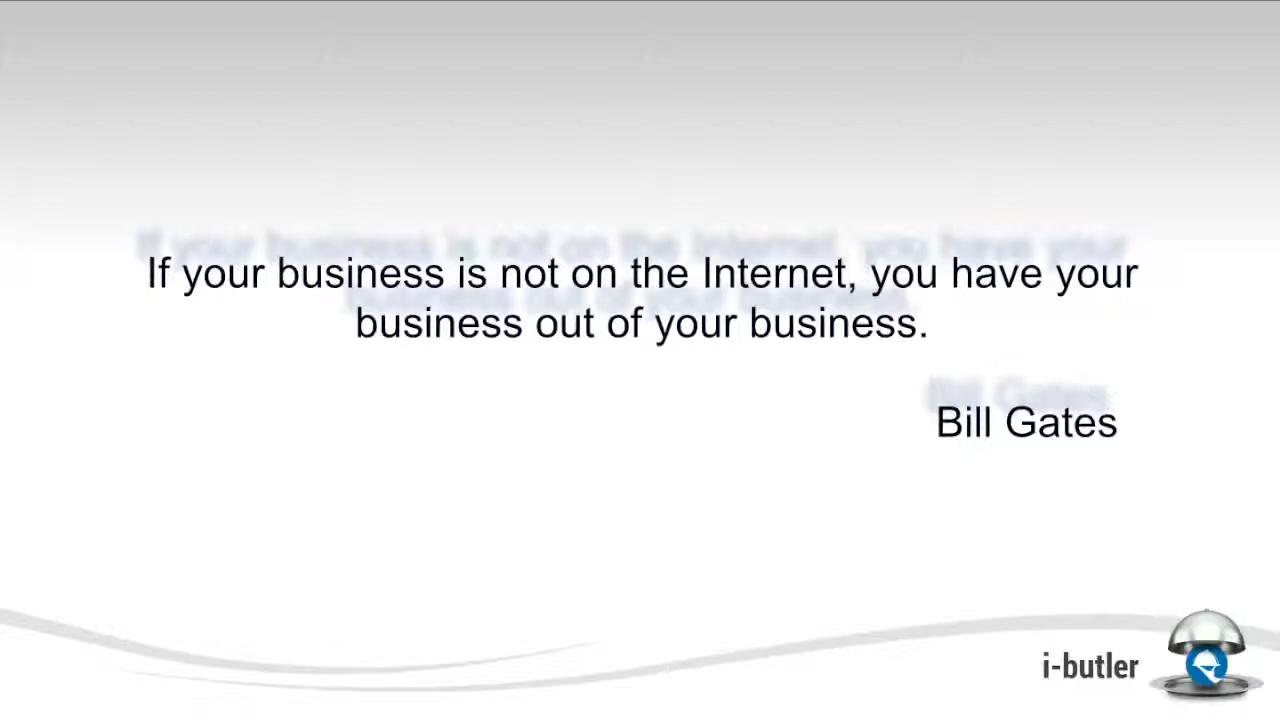 If your business is not on the Internet, you have your
business out of your business.
Bill Gates
i-butler